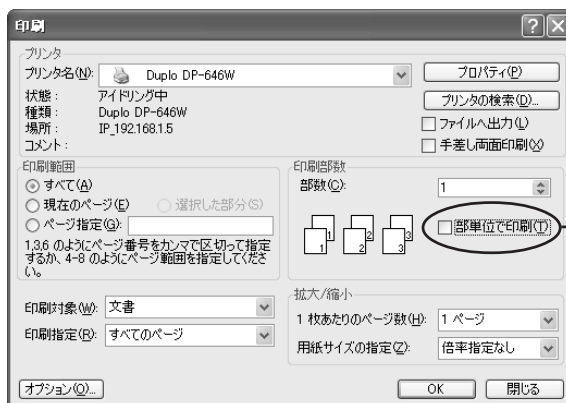 印刷
プリンタ
プリンタ名(N): Duplo DP-646W プロパティ(P)
状態： アイドリング中 プリンタの検索(D)...
種類： Duplo DP-646W
場所： IP_192.168.1.5 ファイルへ出力(L)
コメント： 手差し両面印刷(X)
印刷範囲
すべて(A)
現在のページ(E) 選択した部分(S)
ページ指定(G):
1,3,6 のようにページ番号をカンマで区切って指定
するか、4-8 のようにページ範囲を指定してくださ
い。
印刷部数
部数(C): 1
1 1 2 2 3 3
部単位で印刷(T)
印刷対象(W): 文書
印刷指定(R): すべてのページ
拡大/縮小
1 枚あたりのページ数(H): 1 ページ
用紙サイズの指定(Z): 倍率指定なし
オプション(O)... OK 閉じる